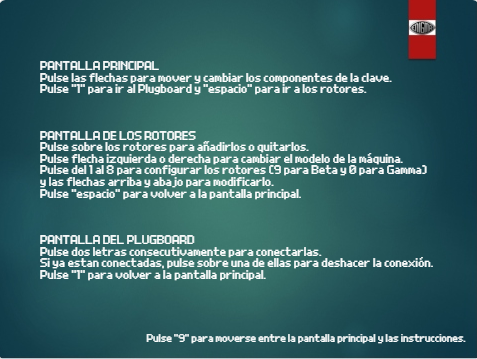 ENIGMA
PANTALLA PRINCIPAL
Pulse las flechas para mover y cambiar los componentes de la clave.
Pulse "1" para ir al Plugboard y "espacio" para ir a los rotores.
PANTALLA DE LOS ROTORES
Pulse sobre los rotores para añadirlos o quitarlos.
Pulse flecha izquierda o derecha para cambiar el modelo de la máquina.
Pulse del 1 al 8 para configurar los rotores (9 para Beta y 0 para Gamma)
y las flechas arriba y abajo para modificarlo.
Pulse "espacio" para volver a la pantalla principal.
PANTALLA DEL PLUGBOARD
Pulse dos letras consecutivamente para conectarlas.
Si ya estan conectadas, pulse sobre una de ellas para deshacer la conexión.
Pulse "1" para volver a la pantalla principal.
Pulse "9" para moverse entre la pantalla principal y las instrucciones.